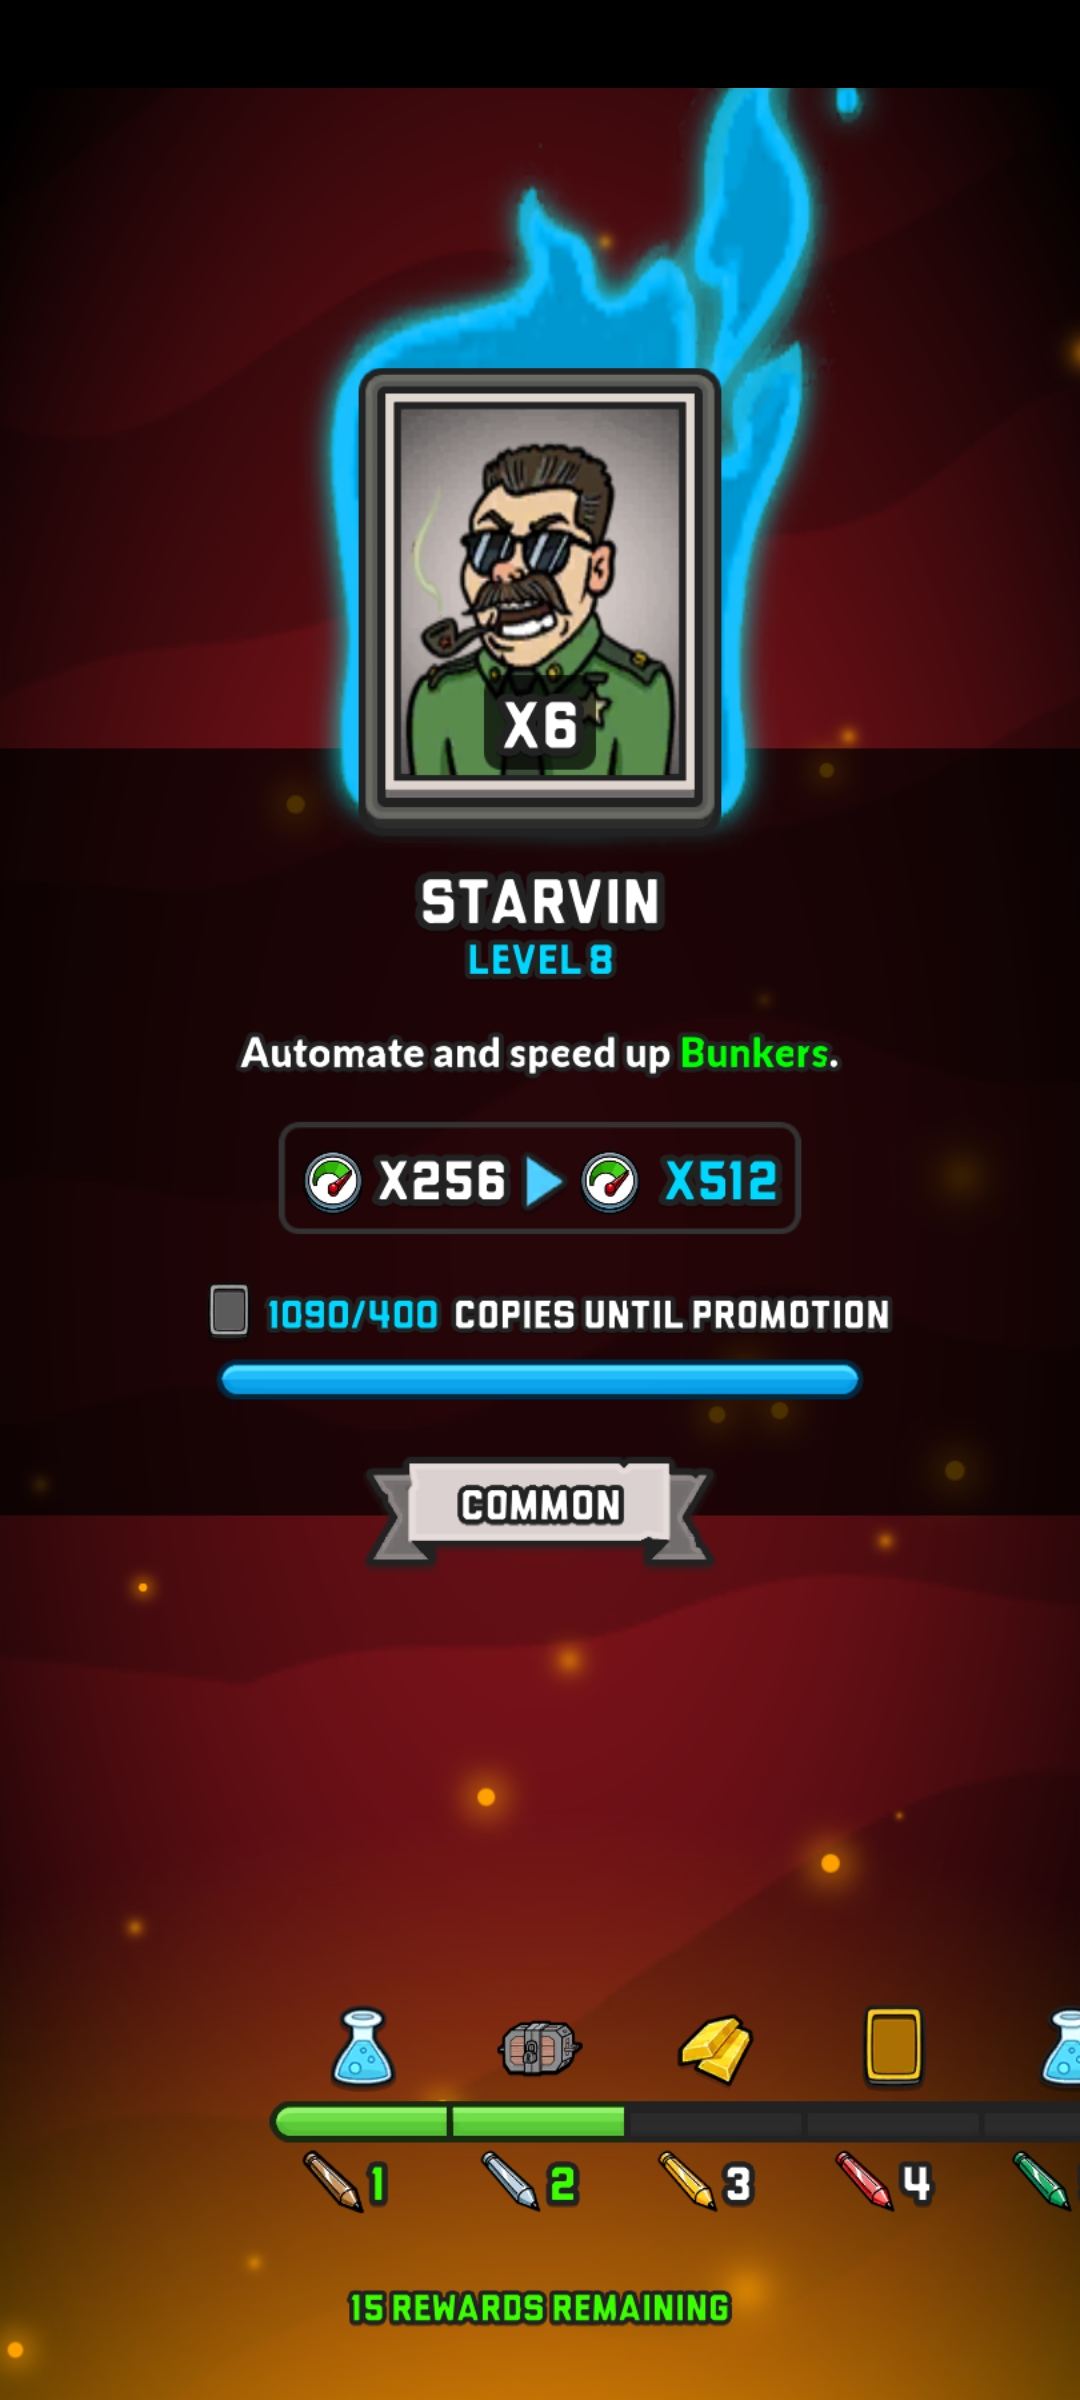 X6
STARVIN
LEVEL 8
Automate and speed up Bunkers.
X256 X512
1090/400 COPIES UNTIL PROMOTION
COMMON
1 2 3 4
15 REWARDS REMAINING